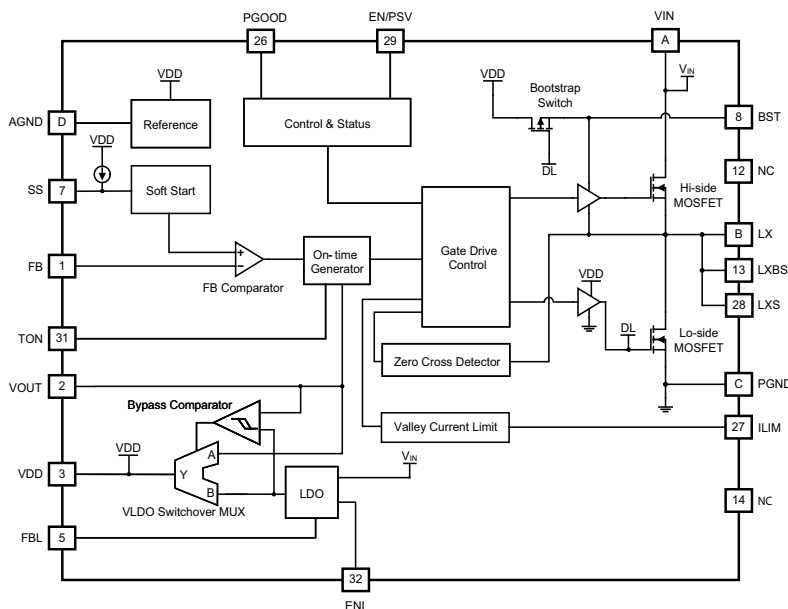 PGOOD
EN/PSV
VIN
26
29
A
VDD
VDD
Bootstrap
Switch
VIN
AGND
D
Reference
Control & Status
8
BST
VDD
DL
12
NC
SS
7
Soft Start
Hi-side
MOSFET
FB
1
+
−
FB Comparator
On-time
Generator
Gate Drive
Control
B
LX
13
LXBS
VDD
28
LXS
TON
31
DL
Lo-side
MOSFET
VOUT
2
Zero Cross Detector
C
PGND
Bypass Comparator
Valley Current Limit
27
ILIM
VDD
3
VDD
Y
A
B
VLDO Switchover MUX
LDO
VIN
14
NC
FBL
5
32
ENL